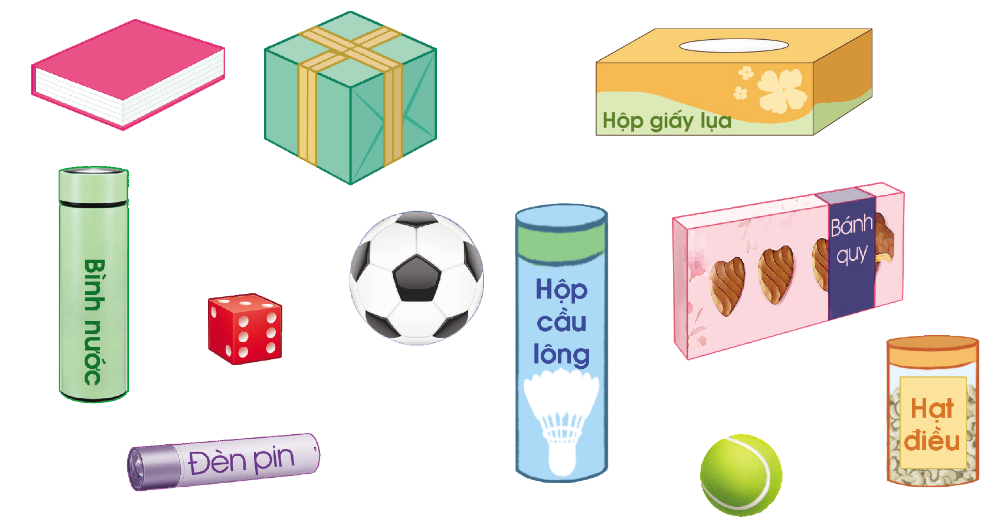 Hộp giấy lụa
Bình nước
Hộp
cầu
lông
Bánh
quy
Hạt
điều
Đèn pin